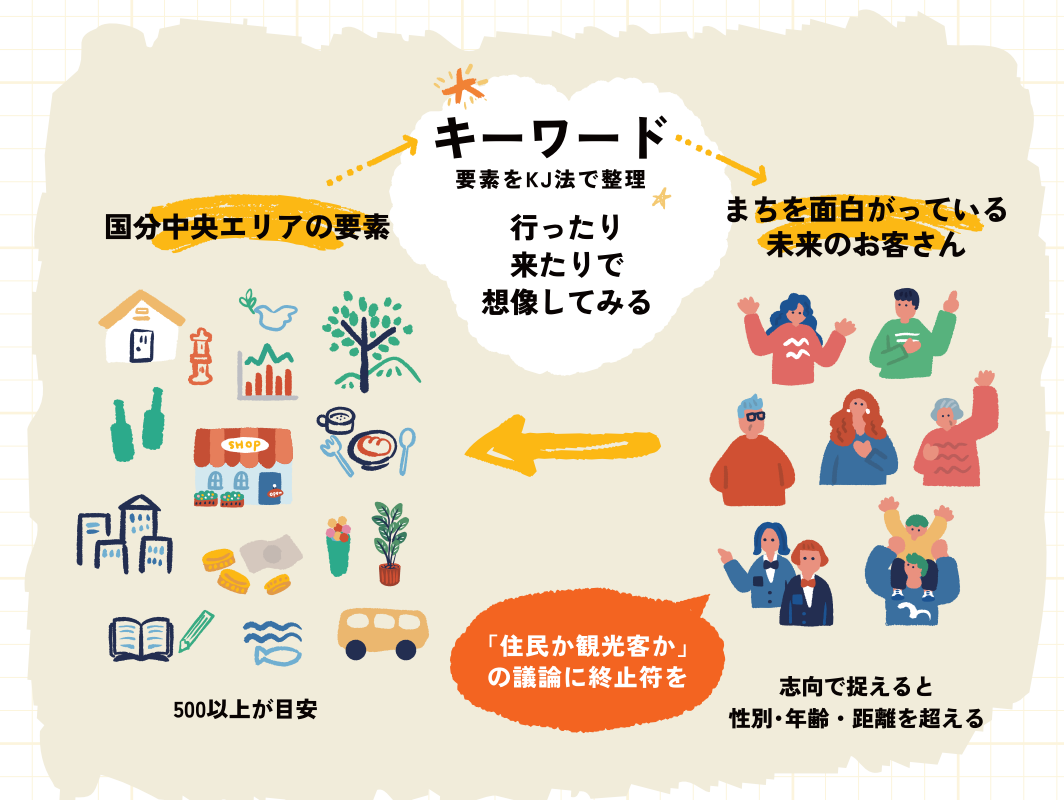 キーワード
要素をKJ法で整理
行ったり
来たりで
想像してみる
国分中央エリアの要素
SHOP
500以上が目安
まちを面白がっている
未来のお客さん
「住民か観光客か」
の議論に終止符を
志向で捉えると
性別・年齢・距離を超える